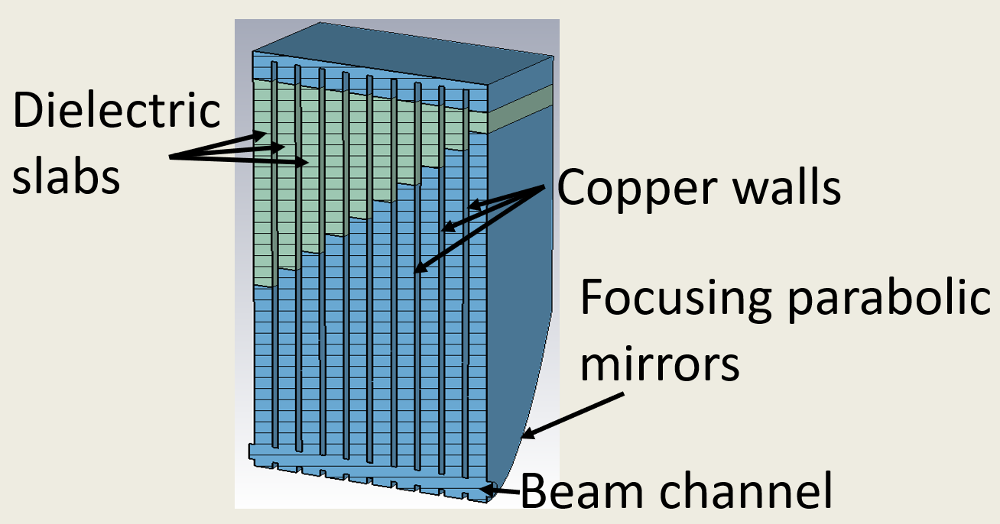 Dielectric
slabs
Copper walls
Focusing parabolic
mirrors
Beam channel